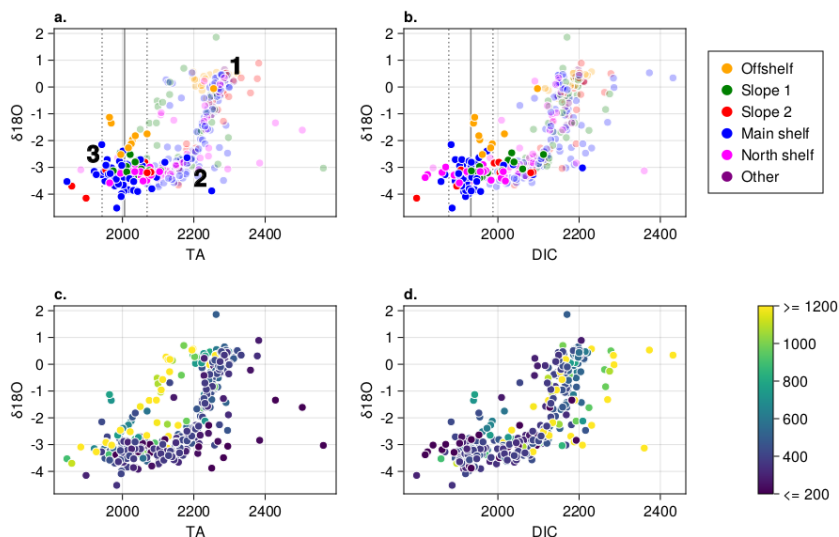 a.
b.
2
1
0
-1
-2
-3
-4
δ18O
1
2
3
2000
2200
2400
TA
2
1
0
-1
-2
-3
-4
δ18O
2000
2200
2400
DIC
Offshelf
Slope 1
Slope 2
Main shelf
North shelf
Other
c.
d.
2
1
0
-1
-2
-3
-4
δ18O
2000
2200
2400
TA
2
1
0
-1
-2
-3
-4
δ18O
2000
2200
2400
DIC
>= 1200
1000
800
600
400
<= 200